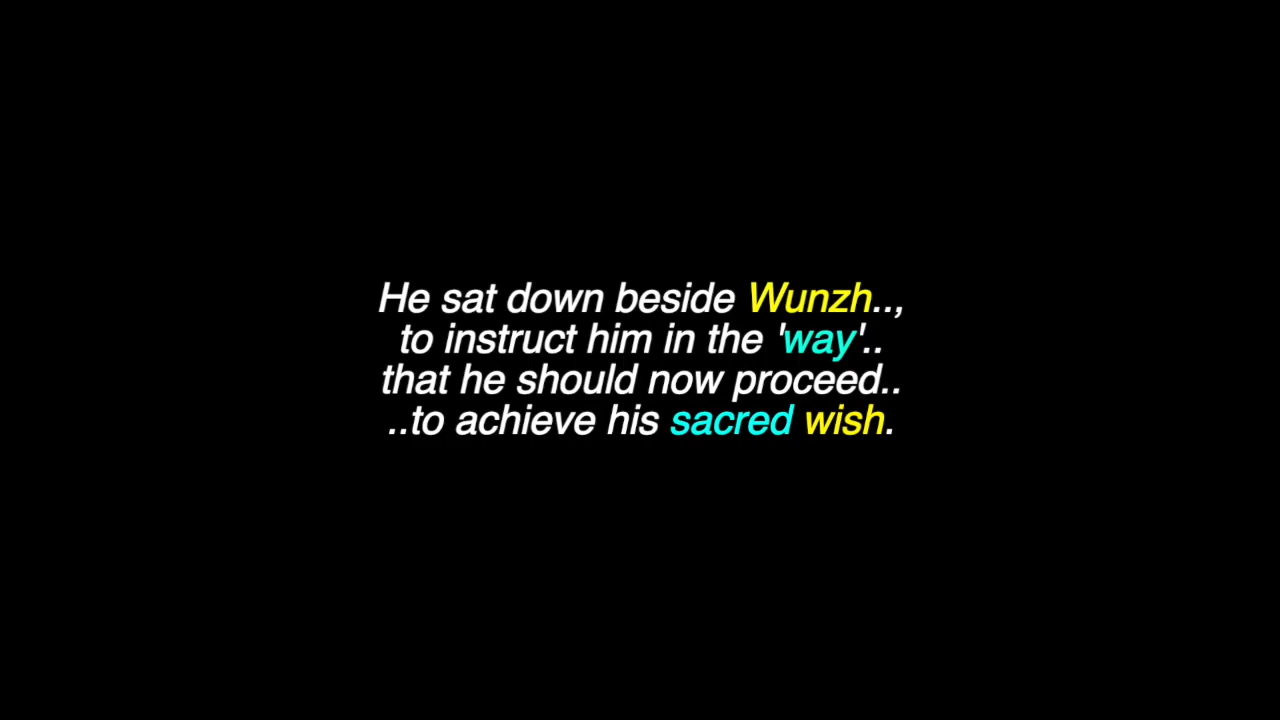 He sat down beside Wunzh..,
to instruct him in the 'way'..
that he should now proceed..
..to achieve his sacred wish.